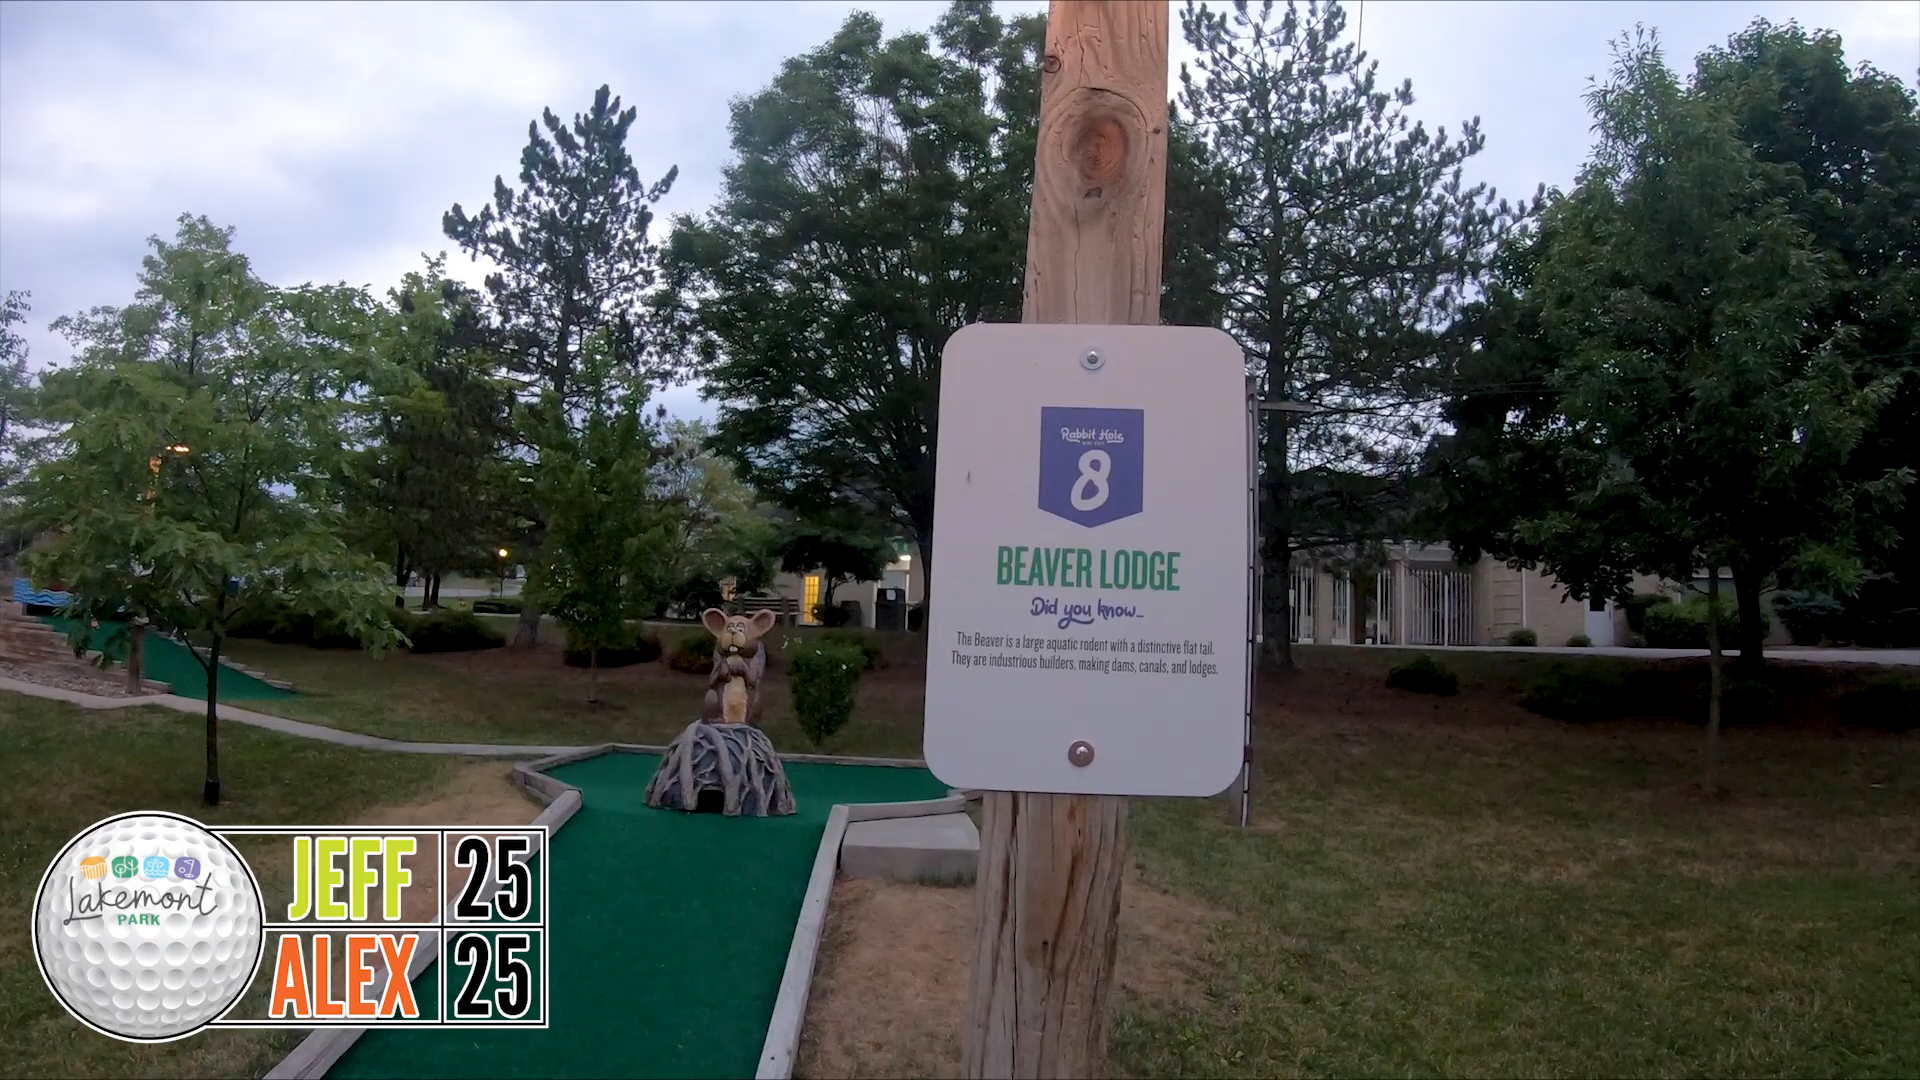 Rabbit Hole
8
BEAVER LODGE
Did you know...
The Beaver is a large aquatic rodent with a distinctive flat tail.
They are industrious builders, making dams, canals, and lodges.
Lakemont
PARK
JEFF 25
ALEX 25